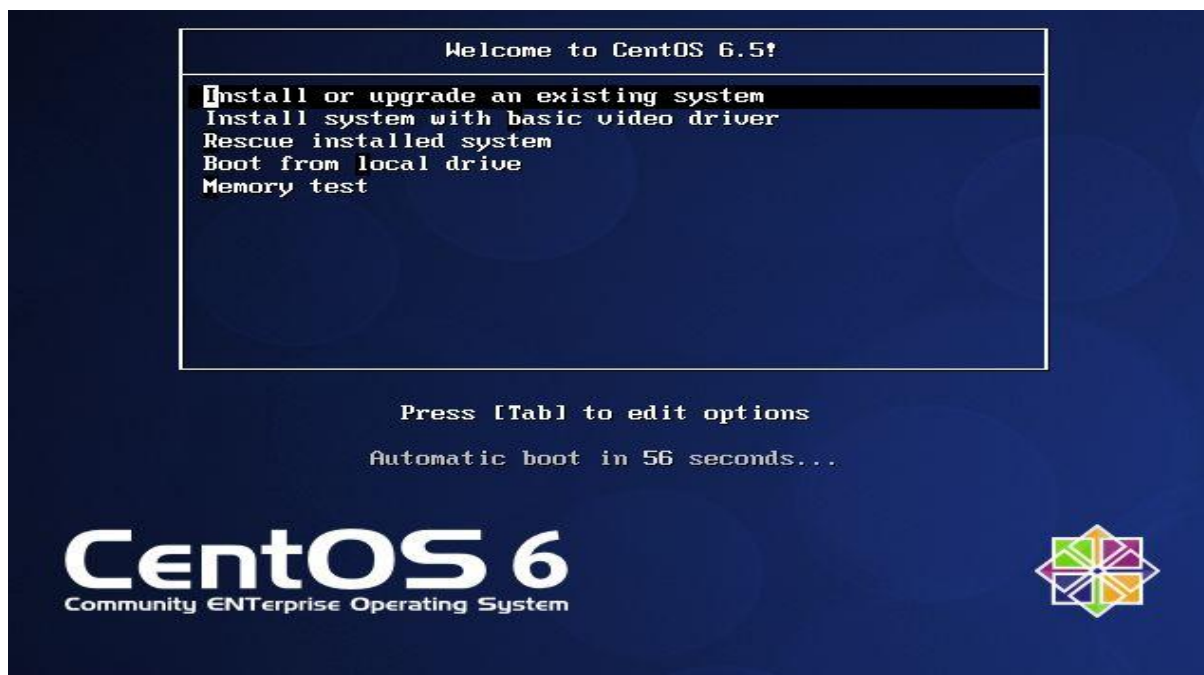 Welcome to CentOS 6.5!
Install or upgrade an existing system
Install system with basic video driver
Rescue installed system
Boot from local drive
Memory test
Press [Tab] to edit options
Automatic boot in 56 seconds...
CentOS 6
Community ENTerprise Operating System